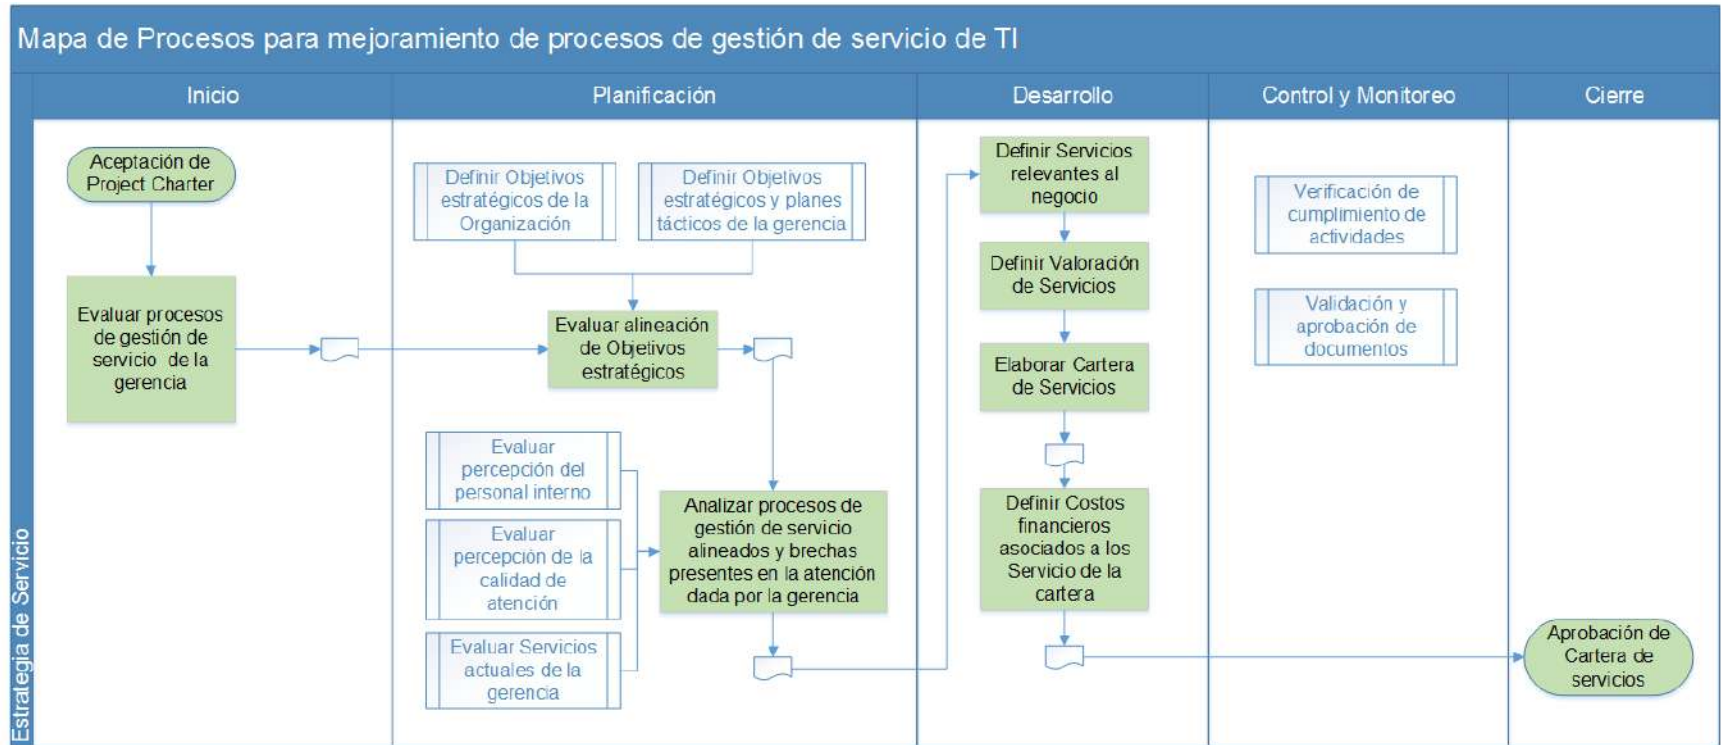 Mapa de Procesos para mejoramiento de procesos de gestión de servicio de TI
Inicio
Planificación
Desarrollo
Control y Monitoreo
Cierre
Estrategia de Servicio
Aceptación de
Project Charter
Evaluar procesos
de gestión de
servicio de la
gerencia
Definir Objetivos
estratégicos de la
Organización
Definir Objetivos
estratégicos y planes
tácticos de la gerencia
Evaluar alineación
de Objetivos
estratégicos
Evaluar
percepción del
personal interno
Evaluar
percepción de la
calidad de
atención
Evaluar Servicios
actuales de la
gerencia
Analizar procesos de
gestión de servicio
alineados y brechas
presentes en la atención
dada por la gerencia
Definir Servicios
relevantes al
negocio
Definir Valoración
de Servicios
Elaborar Cartera
de Servicios
Definir Costos
financieros
asociados a los
Servicio de la
cartera
Verificación de
cumplimiento de
actividades
Validación y
aprobación de
documentos
Aprobación de
Cartera de
servicios